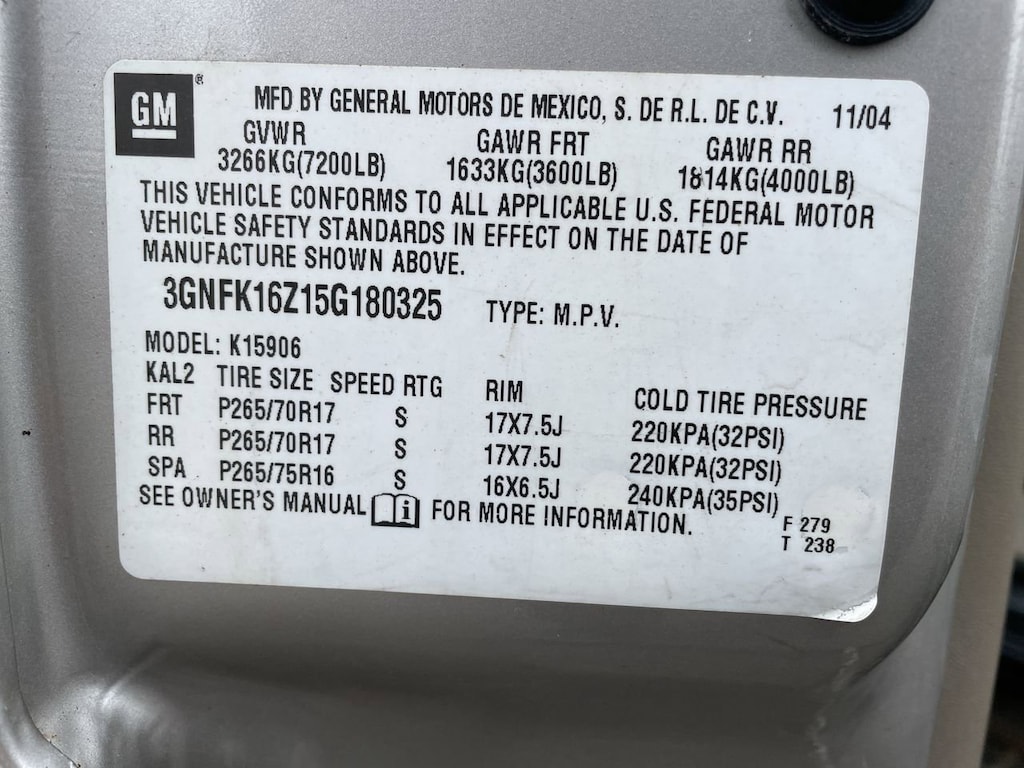 GM®
MFD BY GENERAL MOTORS DE MEXICO, S. DE R.L. DE C.V. 11/04
GVWR GAWR FRT GAWR RR
3266KG(7200LB) 1633KG(3600LB) 1814KG(4000LB)
THIS VEHICLE CONFORMS TO ALL APPLICABLE U.S. FEDERAL MOTOR
VEHICLE SAFETY STANDARDS IN EFFECT ON THE DATE OF
MANUFACTURE SHOWN ABOVE.
3GNFK16Z15G180325 TYPE: M.P.V.
MODEL: K15906
KAL2 TIRE SIZE SPEED RTG RIM COLD TIRE PRESSURE
FRT P265/70R17 S 17X7.5J 220KPA(32PSI)
RR P265/70R17 S 17X7.5J 220KPA(32PSI)
SPA P265/75R16 S 16X6.5J 240KPA(35PSI)
SEE OWNER'S MANUAL i FOR MORE INFORMATION.
F 279
T 238